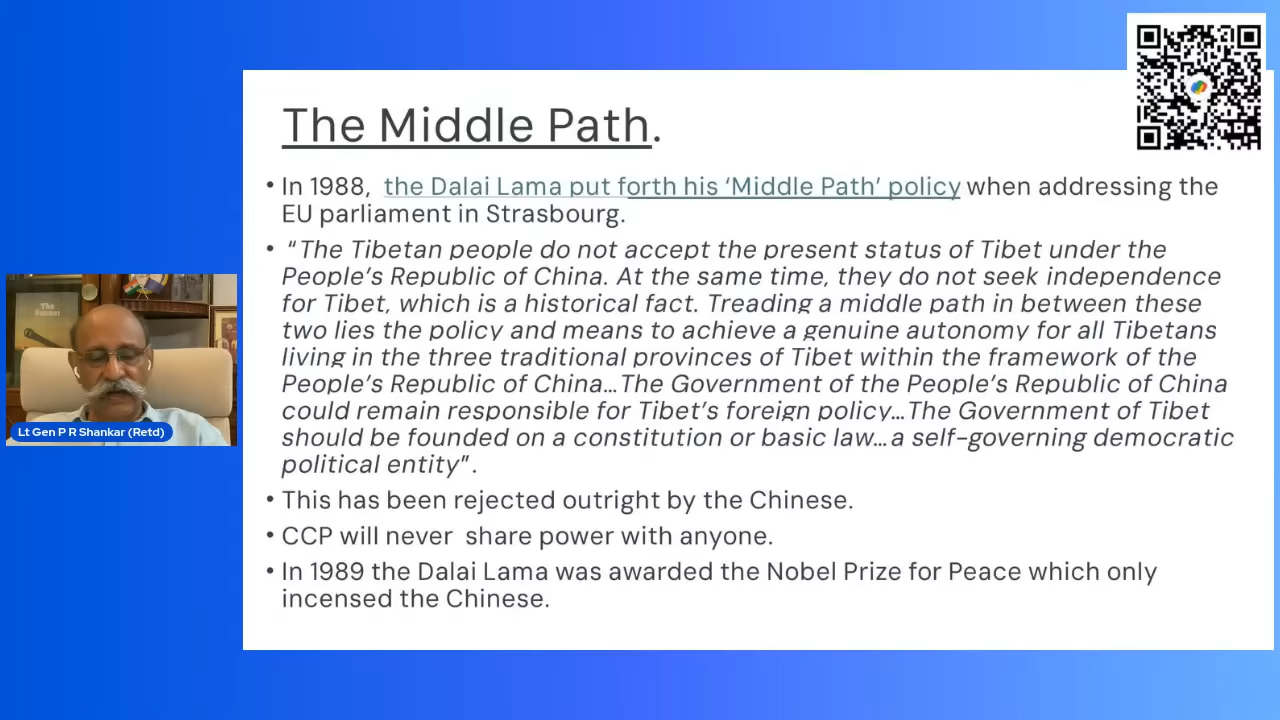 The Middle Path.
• In 1988,  the Dalai Lama put forth his ‘Middle Path’ policy when addressing the
EU parliament in Strasbourg.
• “The Tibetan people do not accept the present status of Tibet under the
People’s Republic of China. At the same time, they do not seek independence
for Tibet, which is a historical fact. Treading a middle path in between these
two lies the policy and means to achieve a genuine autonomy for all Tibetans
living in the three traditional provinces of Tibet within the framework of the
People’s Republic of China…The Government of the People’s Republic of China
could remain responsible for Tibet’s foreign policy…The Government of Tibet
should be founded on a constitution or basic law…a self-governing democratic
political entity”.
• This has been rejected outright by the Chinese.
• CCP will never  share power with anyone.
• In 1989 the Dalai Lama was awarded the Nobel Prize for Peace which only
incensed the Chinese.
The
Gunner
Lt Gen P R Shankar (Retd)